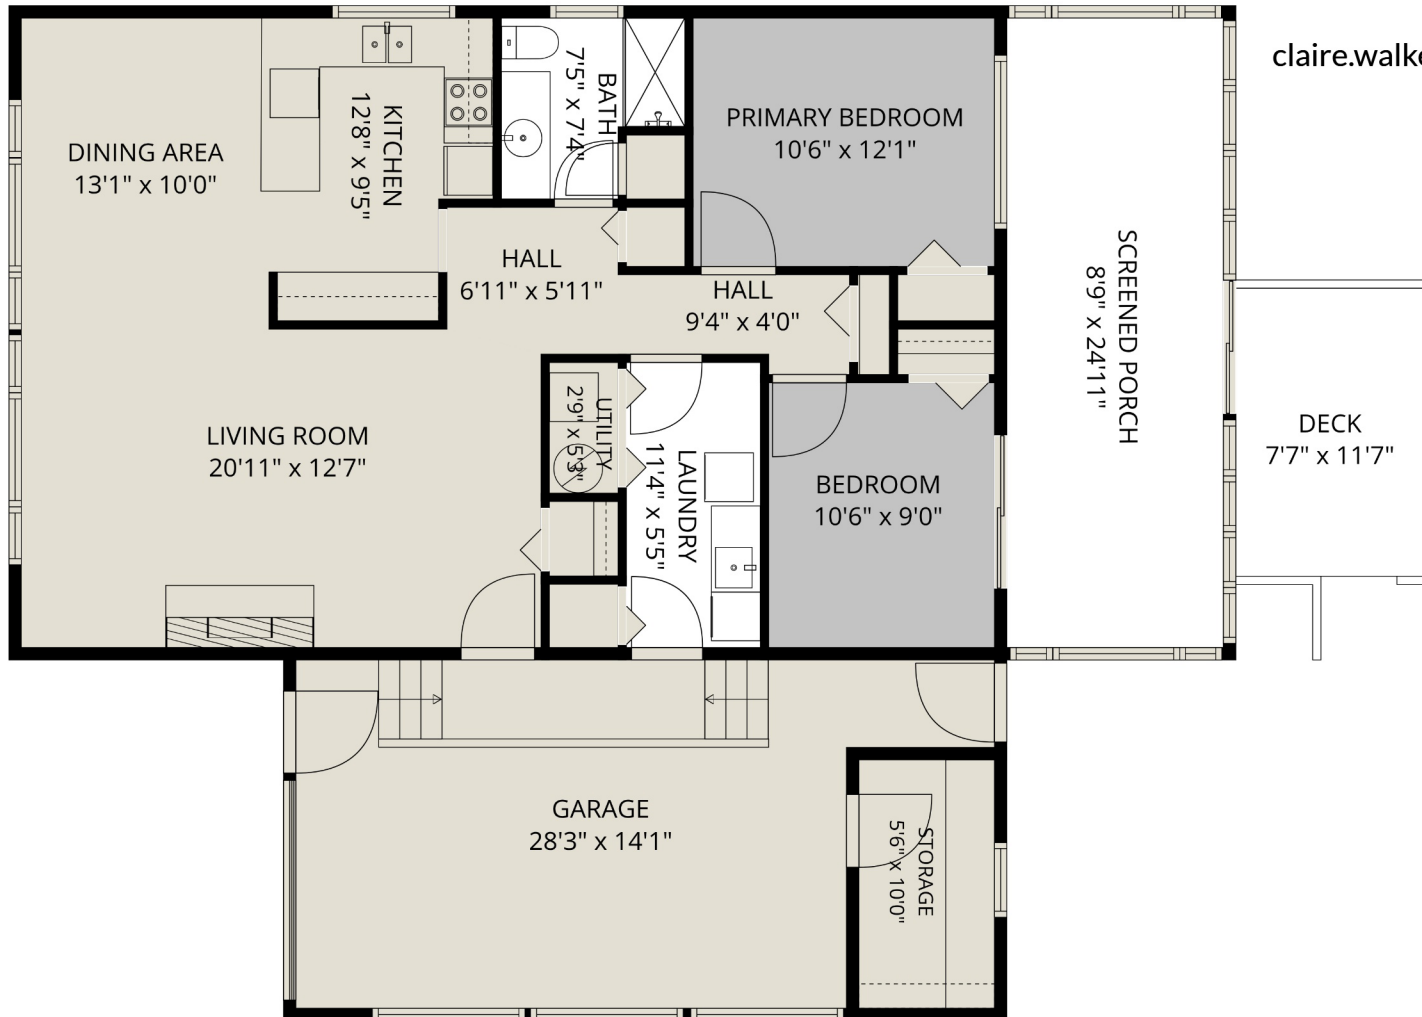 claire.walke
PRIMARY BEDROOM
10'6" x 12'1"
BATH
7'5" x 7'4"
KITCHEN
12'8" x 9'5"
DINING AREA
13'1" x 10'0"
HALL
6'11" x 5'11"
HALL
9'4" x 4'0"
SCREENED PORCH
8'9" x 24'11"
DECK
7'7" x 11'7"
LIVING ROOM
20'11" x 12'7"
UTILITY
2'9" x 5'3"
LAUNDRY
11'4" x 5'5"
BEDROOM
10'6" x 9'0"
GARAGE
28'3" x 14'1"
STORAGE
5'6" x 10'0"